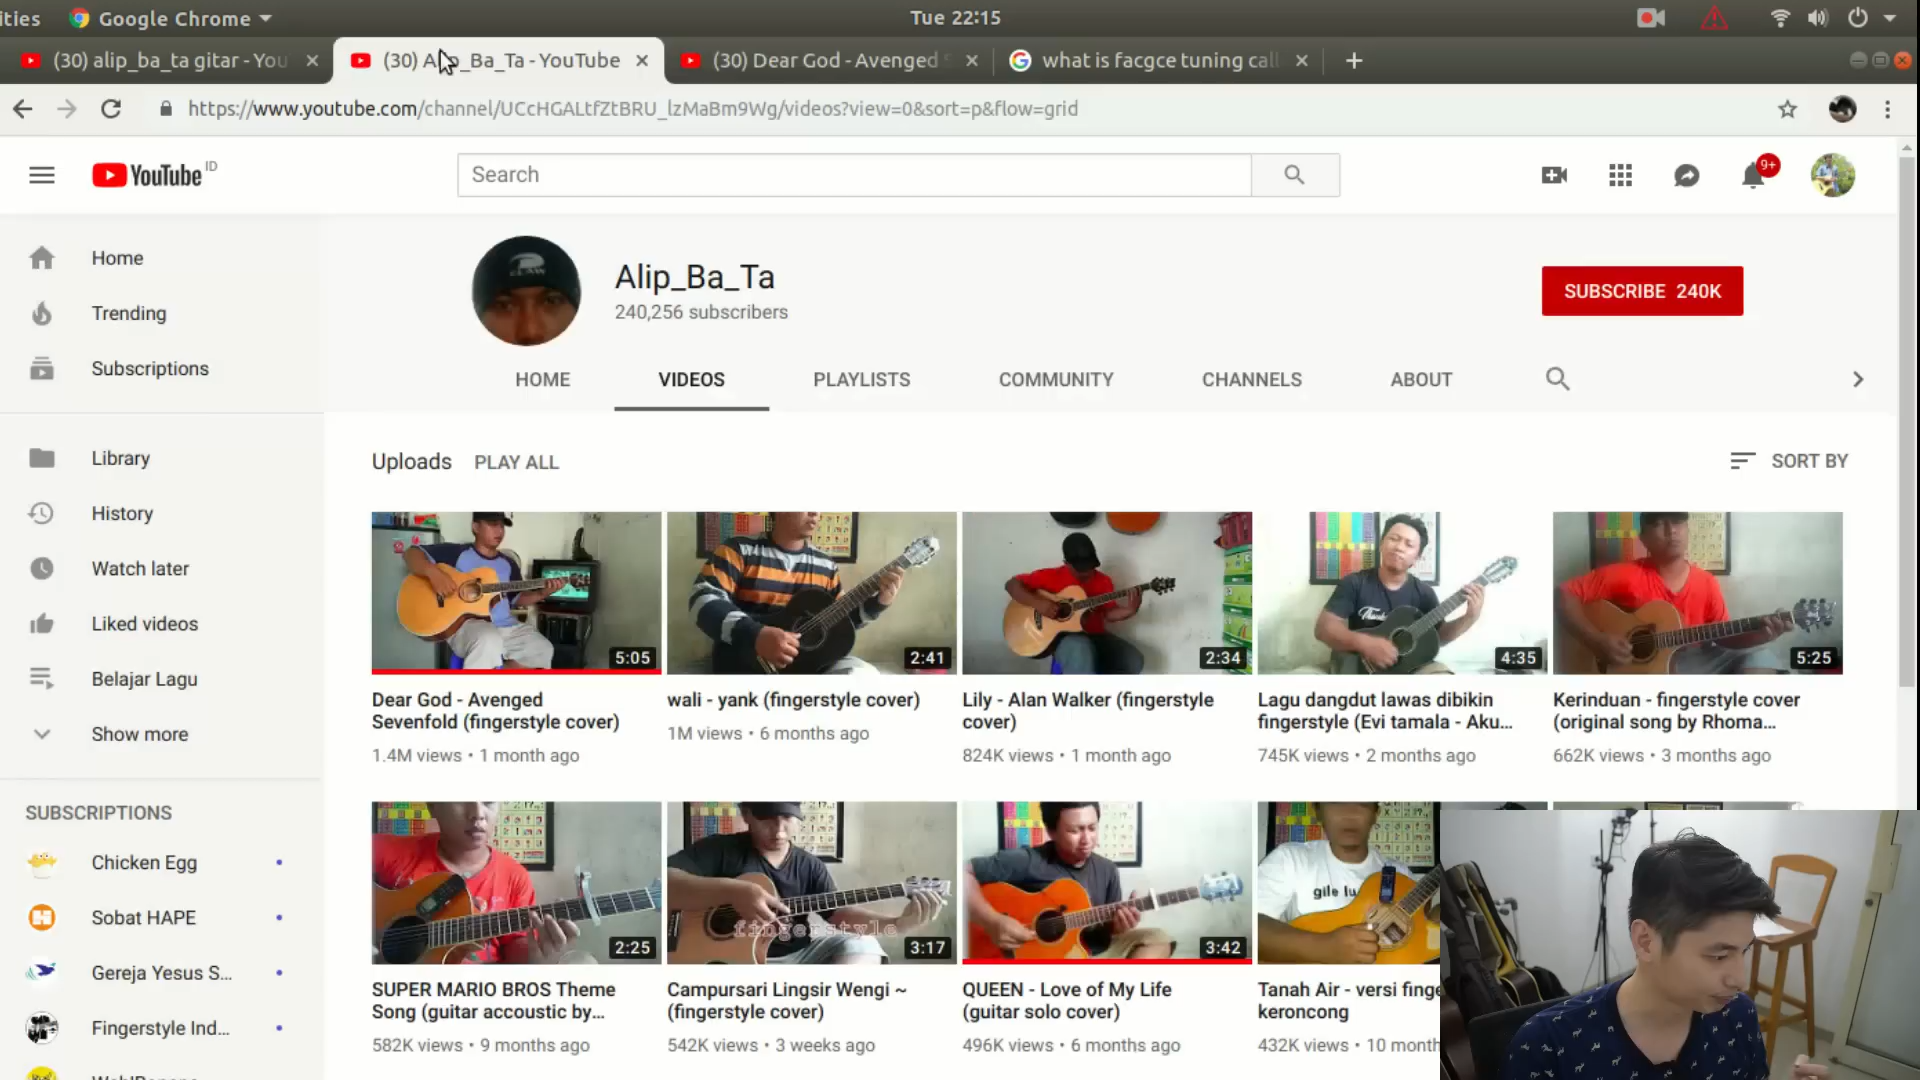 ities Google Chrome Tue 22:15
(30) alip_ba_ta gitar - You
(30) Alip_Ba_Ta - YouTube
(30) Dear God - Avenged
what is facgce tuning call
https://www.youtube.com/channel/UCcHGALtfZtBRU_lzMaBm9Wg/videos?view=0&sort=p&flow=grid
YouTube ID
Search
9+
Home
Trending
Subscriptions
Library
History
Watch later
Liked videos
Belajar Lagu
Show more
SUBSCRIPTIONS
Chicken Egg
Sobat HAPE
Gereja Yesus S...
Fingerstyle Ind...
Alip_Ba_Ta
240,256 subscribers
SUBSCRIBE 240K
HOME VIDEOS PLAYLISTS COMMUNITY CHANNELS ABOUT
Uploads PLAY ALL
SORT BY
5:05
Dear God - Avenged
Sevenfold (fingerstyle cover)
1.4M views • 1 month ago
2:41
wali - yank (fingerstyle cover)
1M views • 6 months ago
2:34
Lily - Alan Walker (fingerstyle
cover)
824K views • 1 month ago
4:35
Lagu dangdut lawas dibikin
fingerstyle (Evi tamala - Aku...
745K views • 2 months ago
5:25
Kerinduan - fingerstyle cover
(original song by Rhoma...
662K views • 3 months ago
2:25
SUPER MARIO BROS Theme
Song (guitar accoustic by...
582K views • 9 months ago
fingerstyle
3:17
Campursari Lingsir Wengi ~
(fingerstyle cover)
542K views • 3 weeks ago
3:42
QUEEN - Love of My Life
(guitar solo cover)
496K views • 6 months ago
gile lu
Tanah Air - versi finge
keroncong
432K views • 10 month